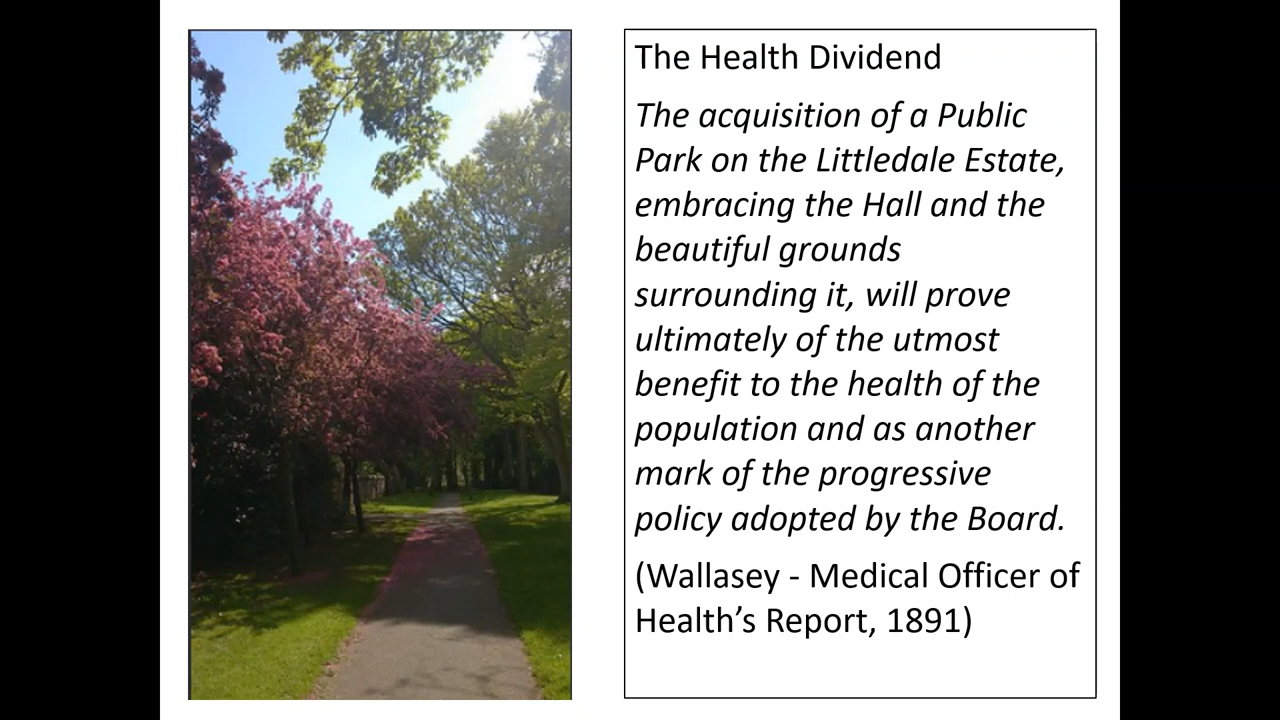 The Health Dividend
The acquisition of a Public
Park on the Littledale Estate,
embracing the Hall and the
beautiful grounds
surrounding it, will prove
ultimately of the utmost
benefit to the health of the
population and as another
mark of the progressive
policy adopted by the Board.
(Wallasey - Medical Officer of
Health’s Report, 1891)